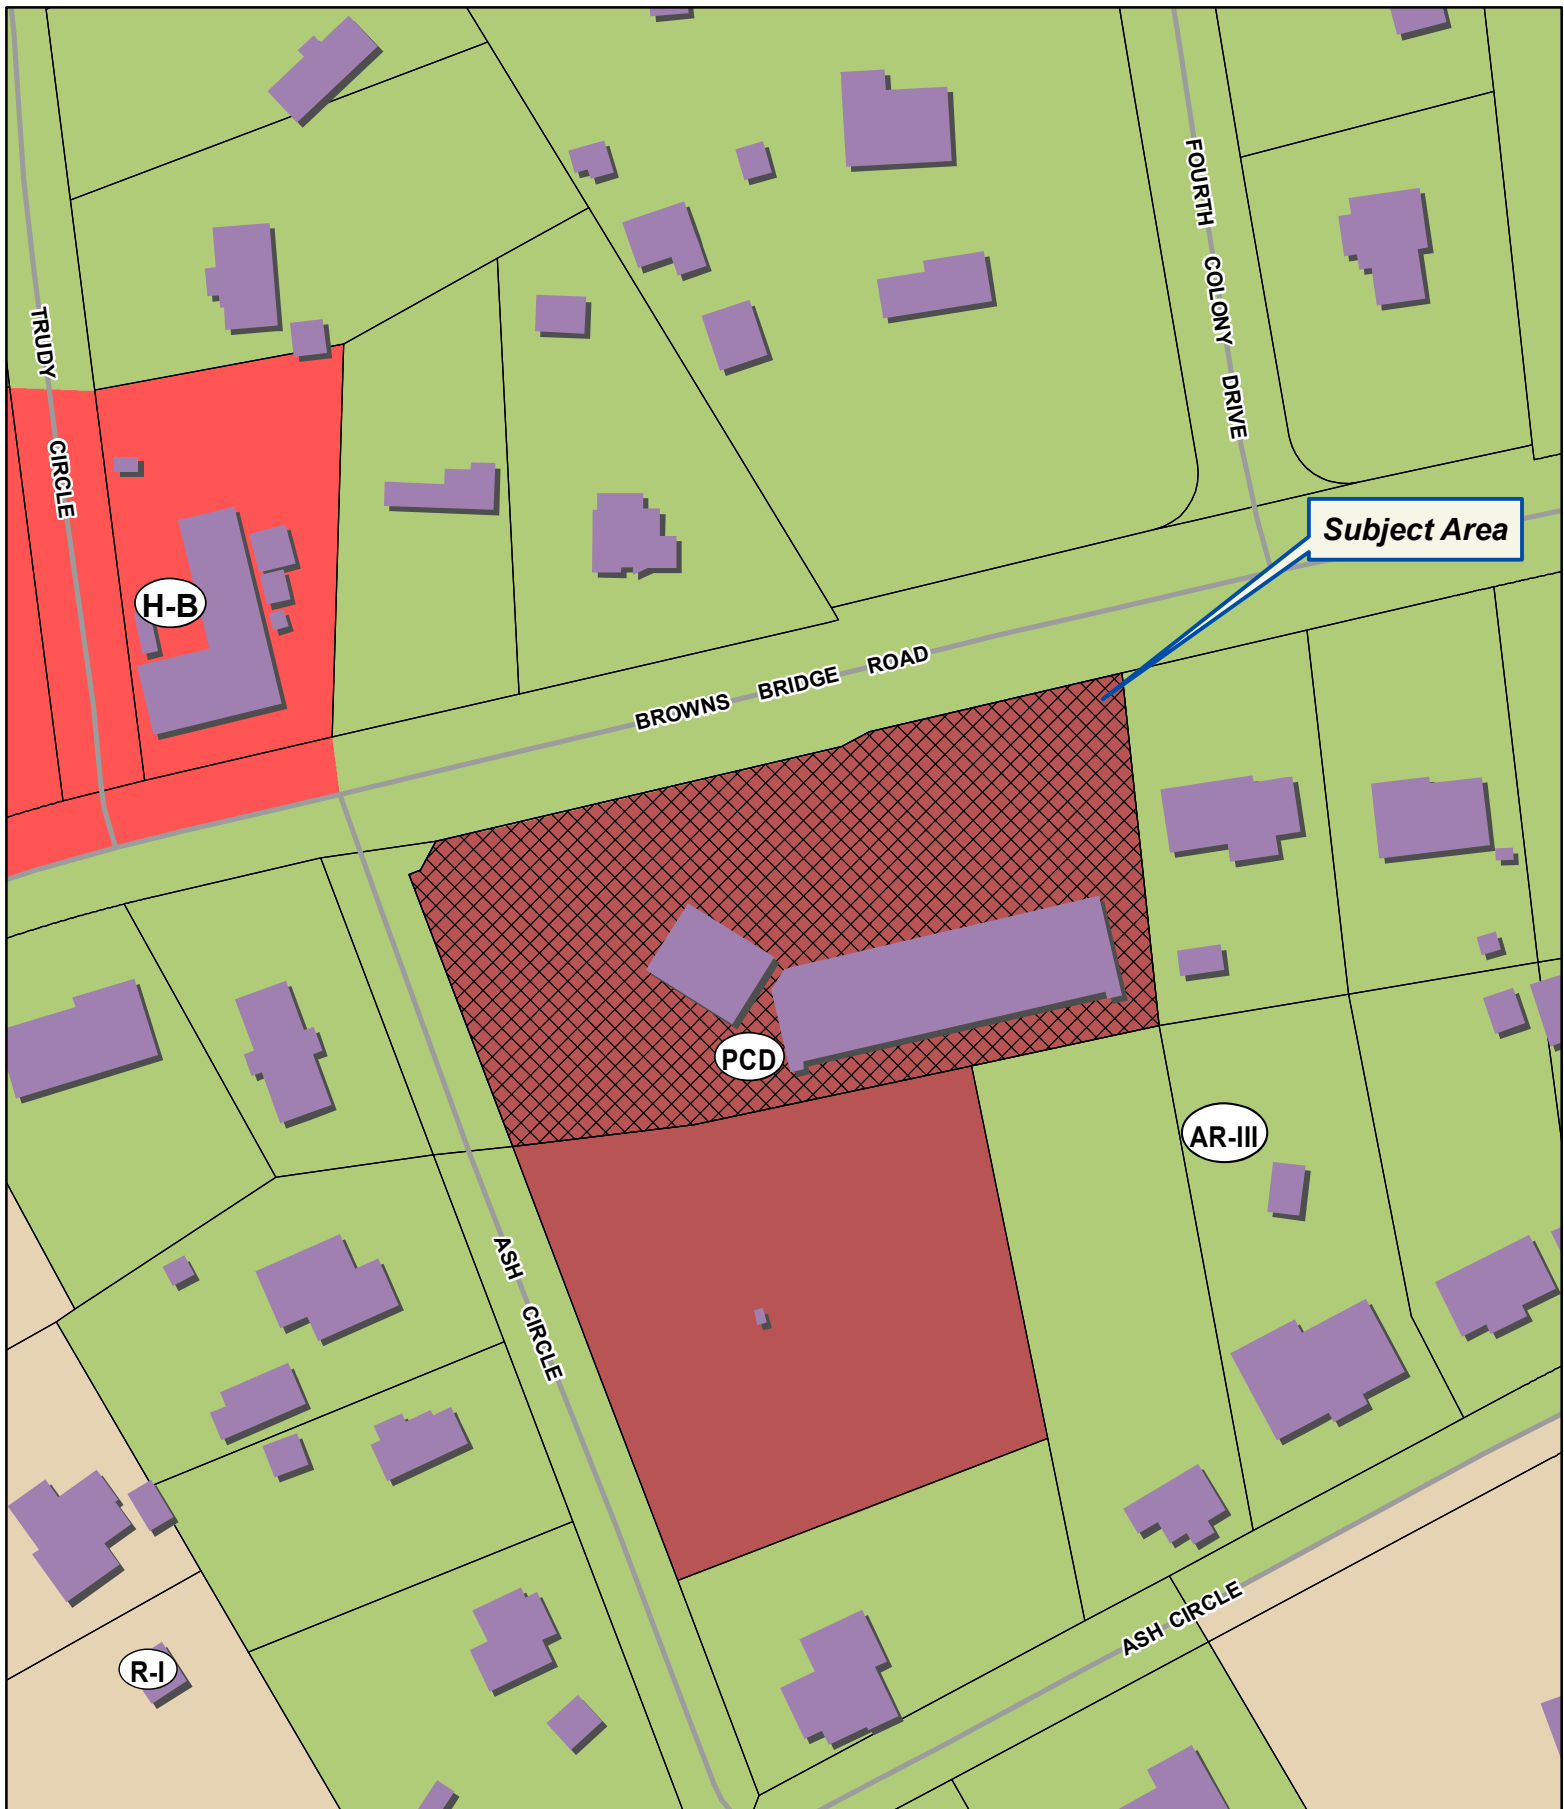 FOURTH COLONY DRIVE
TRUDY CIRCLE
Subject Area
H-B
BROWNS BRIDGE ROAD
PCD
AR-III
ASH CIRCLE
ASH CIRCLE
R-I